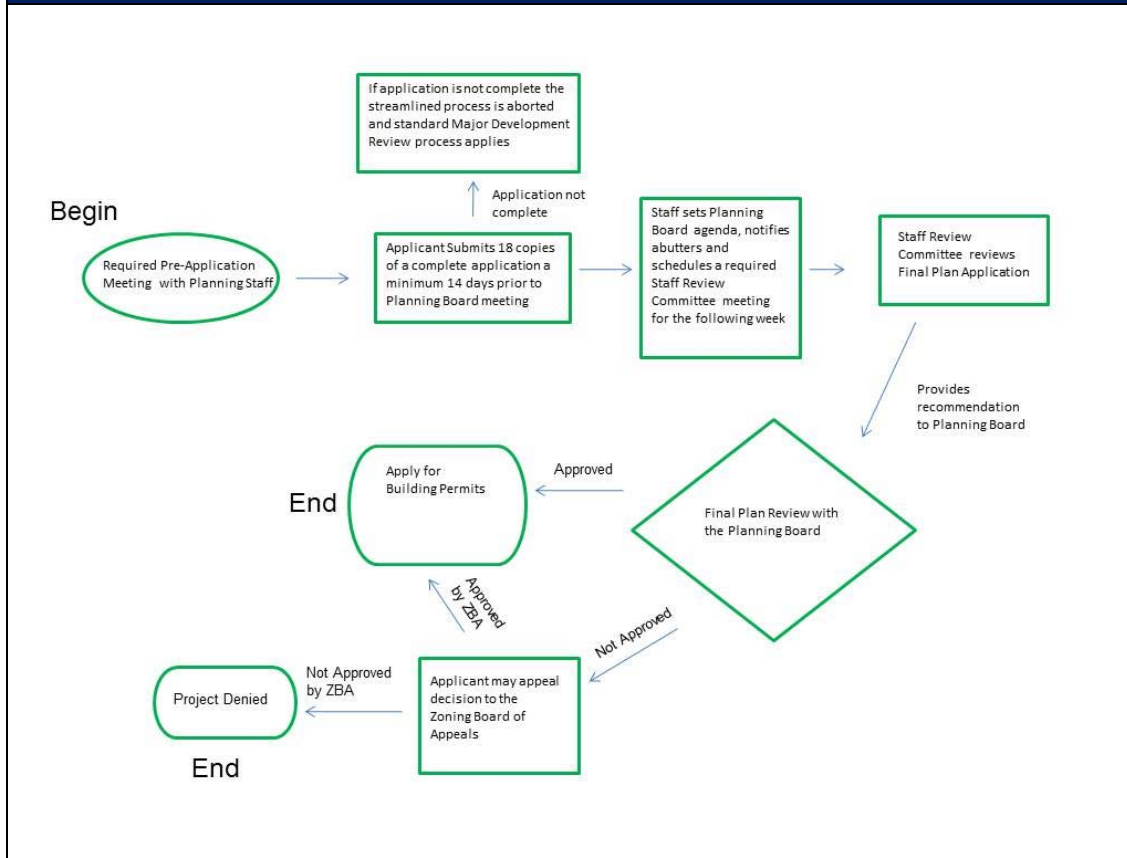 If application is not complete the
streamlined process is aborted
and standard Major Development
Review process applies
Application not
complete
Begin
Required Pre-Application
Meeting with Planning Staff
Applicant Submits 18 copies
of a complete application a
minimum 14 days prior to
Planning Board meeting
Staff sets Planning
Board agenda, notifies
abutters and
schedules a required
Staff Review
Committee meeting
for the following week
Staff Review
Committee reviews
Final Plan Application
Provides
recommendation
to Planning Board
Final Plan Review with
the Planning Board
Approved
Apply for
Building Permits
End
Not Approved
Applicant may appeal
decision to the
Zoning Board of
Appeals
Approved
by ZBA
Not Approved
by ZBA
Project Denied
End